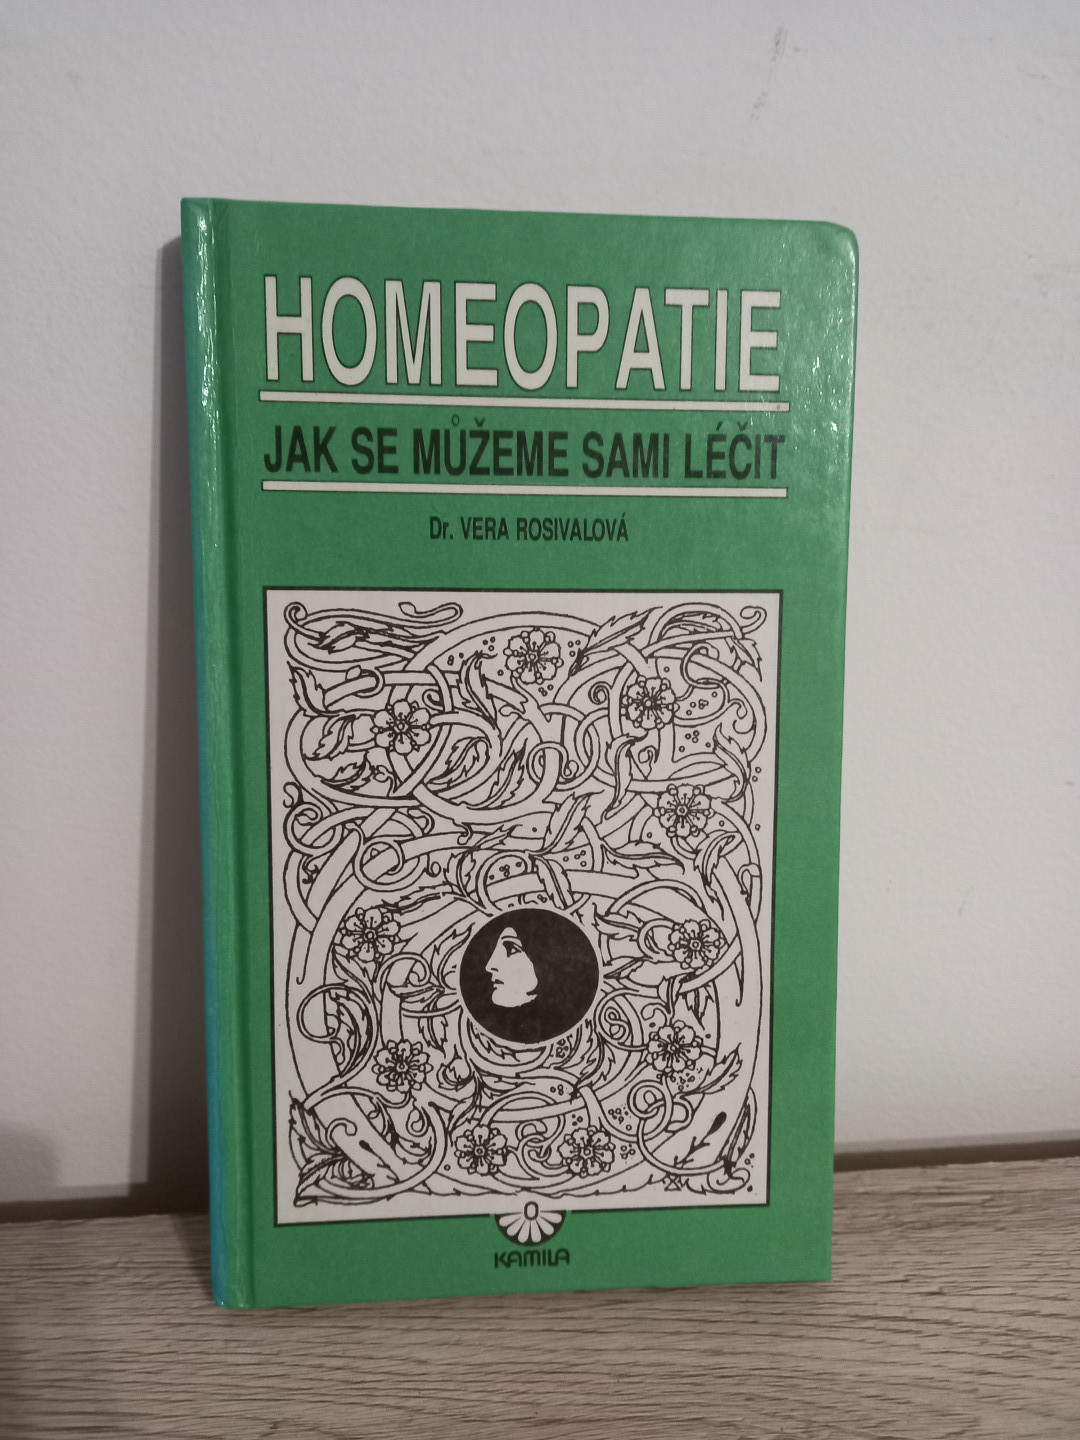 HOMEOPATIE
JAK SE MŮŽEME SAMI LÉČIT
Dr. VERA ROSIVALOVÁ
KAMILA